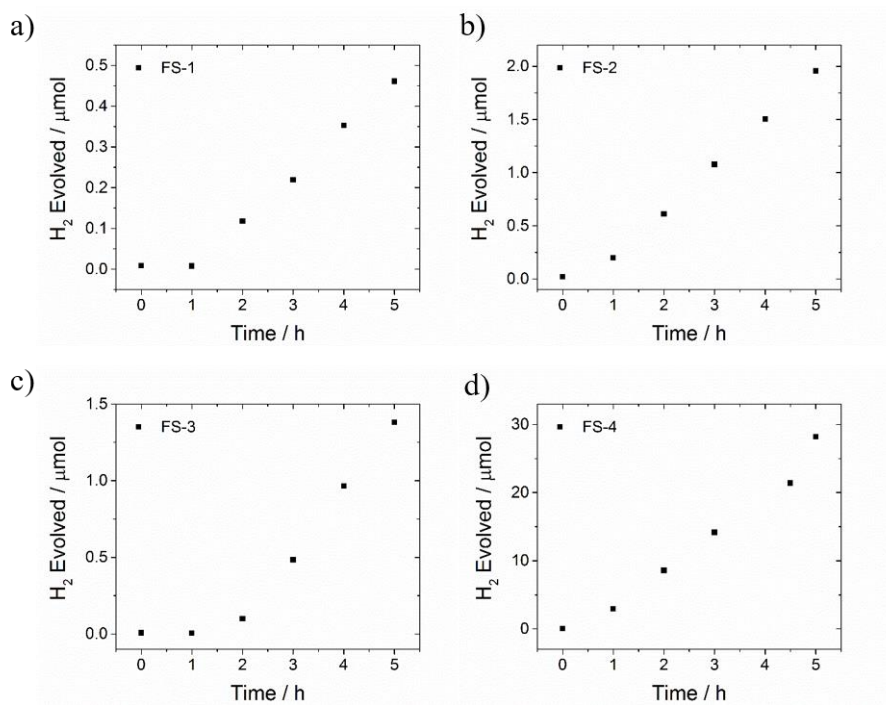 a)
FS-1
0.5
0.4
0.3
0.2
0.1
0.0
H₂ Evolved / μmol
0 1 2 3 4 5
Time / h
b)
FS-2
2.0
1.5
1.0
0.5
0.0
H₂ Evolved / μmol
0 1 2 3 4 5
Time / h
c)
FS-3
1.5
1.0
0.5
0.0
H₂ Evolved / μmol
0 1 2 3 4 5
Time / h
d)
FS-4
30
20
10
0
H₂ Evolved / μmol
0 1 2 3 4 5
Time / h